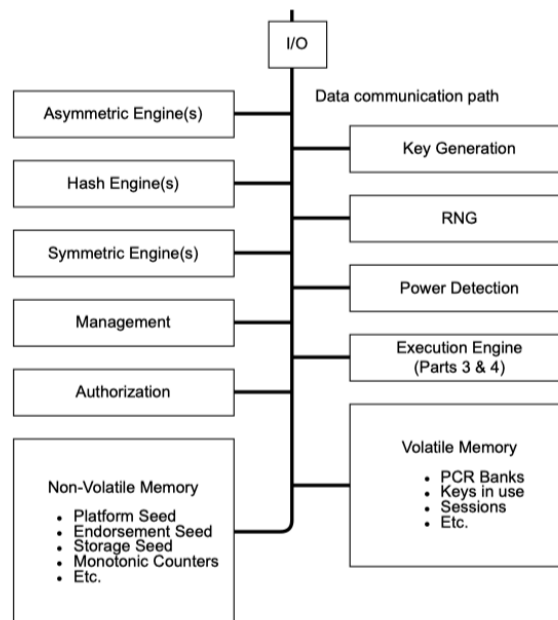 I/O
Data communication path
Asymmetric Engine(s)
Key Generation
Hash Engine(s)
RNG
Symmetric Engine(s)
Power Detection
Management
Execution Engine
(Parts 3 & 4)
Authorization
Non-Volatile Memory
• Platform Seed
• Endorsement Seed
• Storage Seed
• Monotonic Counters
• Etc.
Volatile Memory
• PCR Banks
• Keys in use
• Sessions
• Etc.